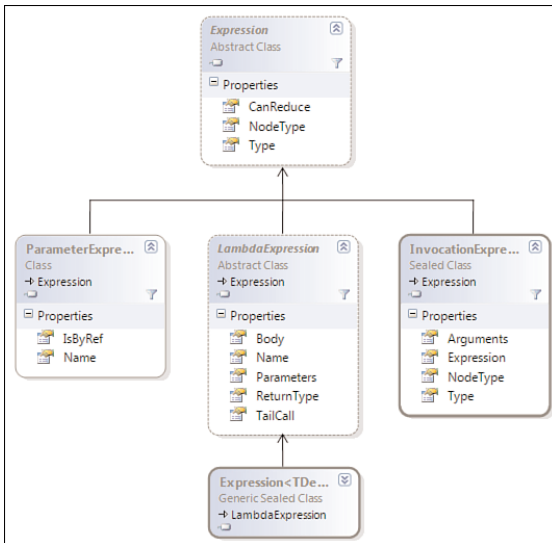 Expression
Abstract Class
Properties
CanReduce
NodeType
Type
ParameterExpre...
Class
Expression
Properties
IsByRef
Name
LambdaExpression
Abstract Class
Expression
Properties
Body
Name
Parameters
ReturnType
TailCall
InvocationExpre...
Sealed Class
Expression
Properties
Arguments
Expression
NodeType
Type
Expression<TDe...
Generic Sealed Class
LambdaExpression